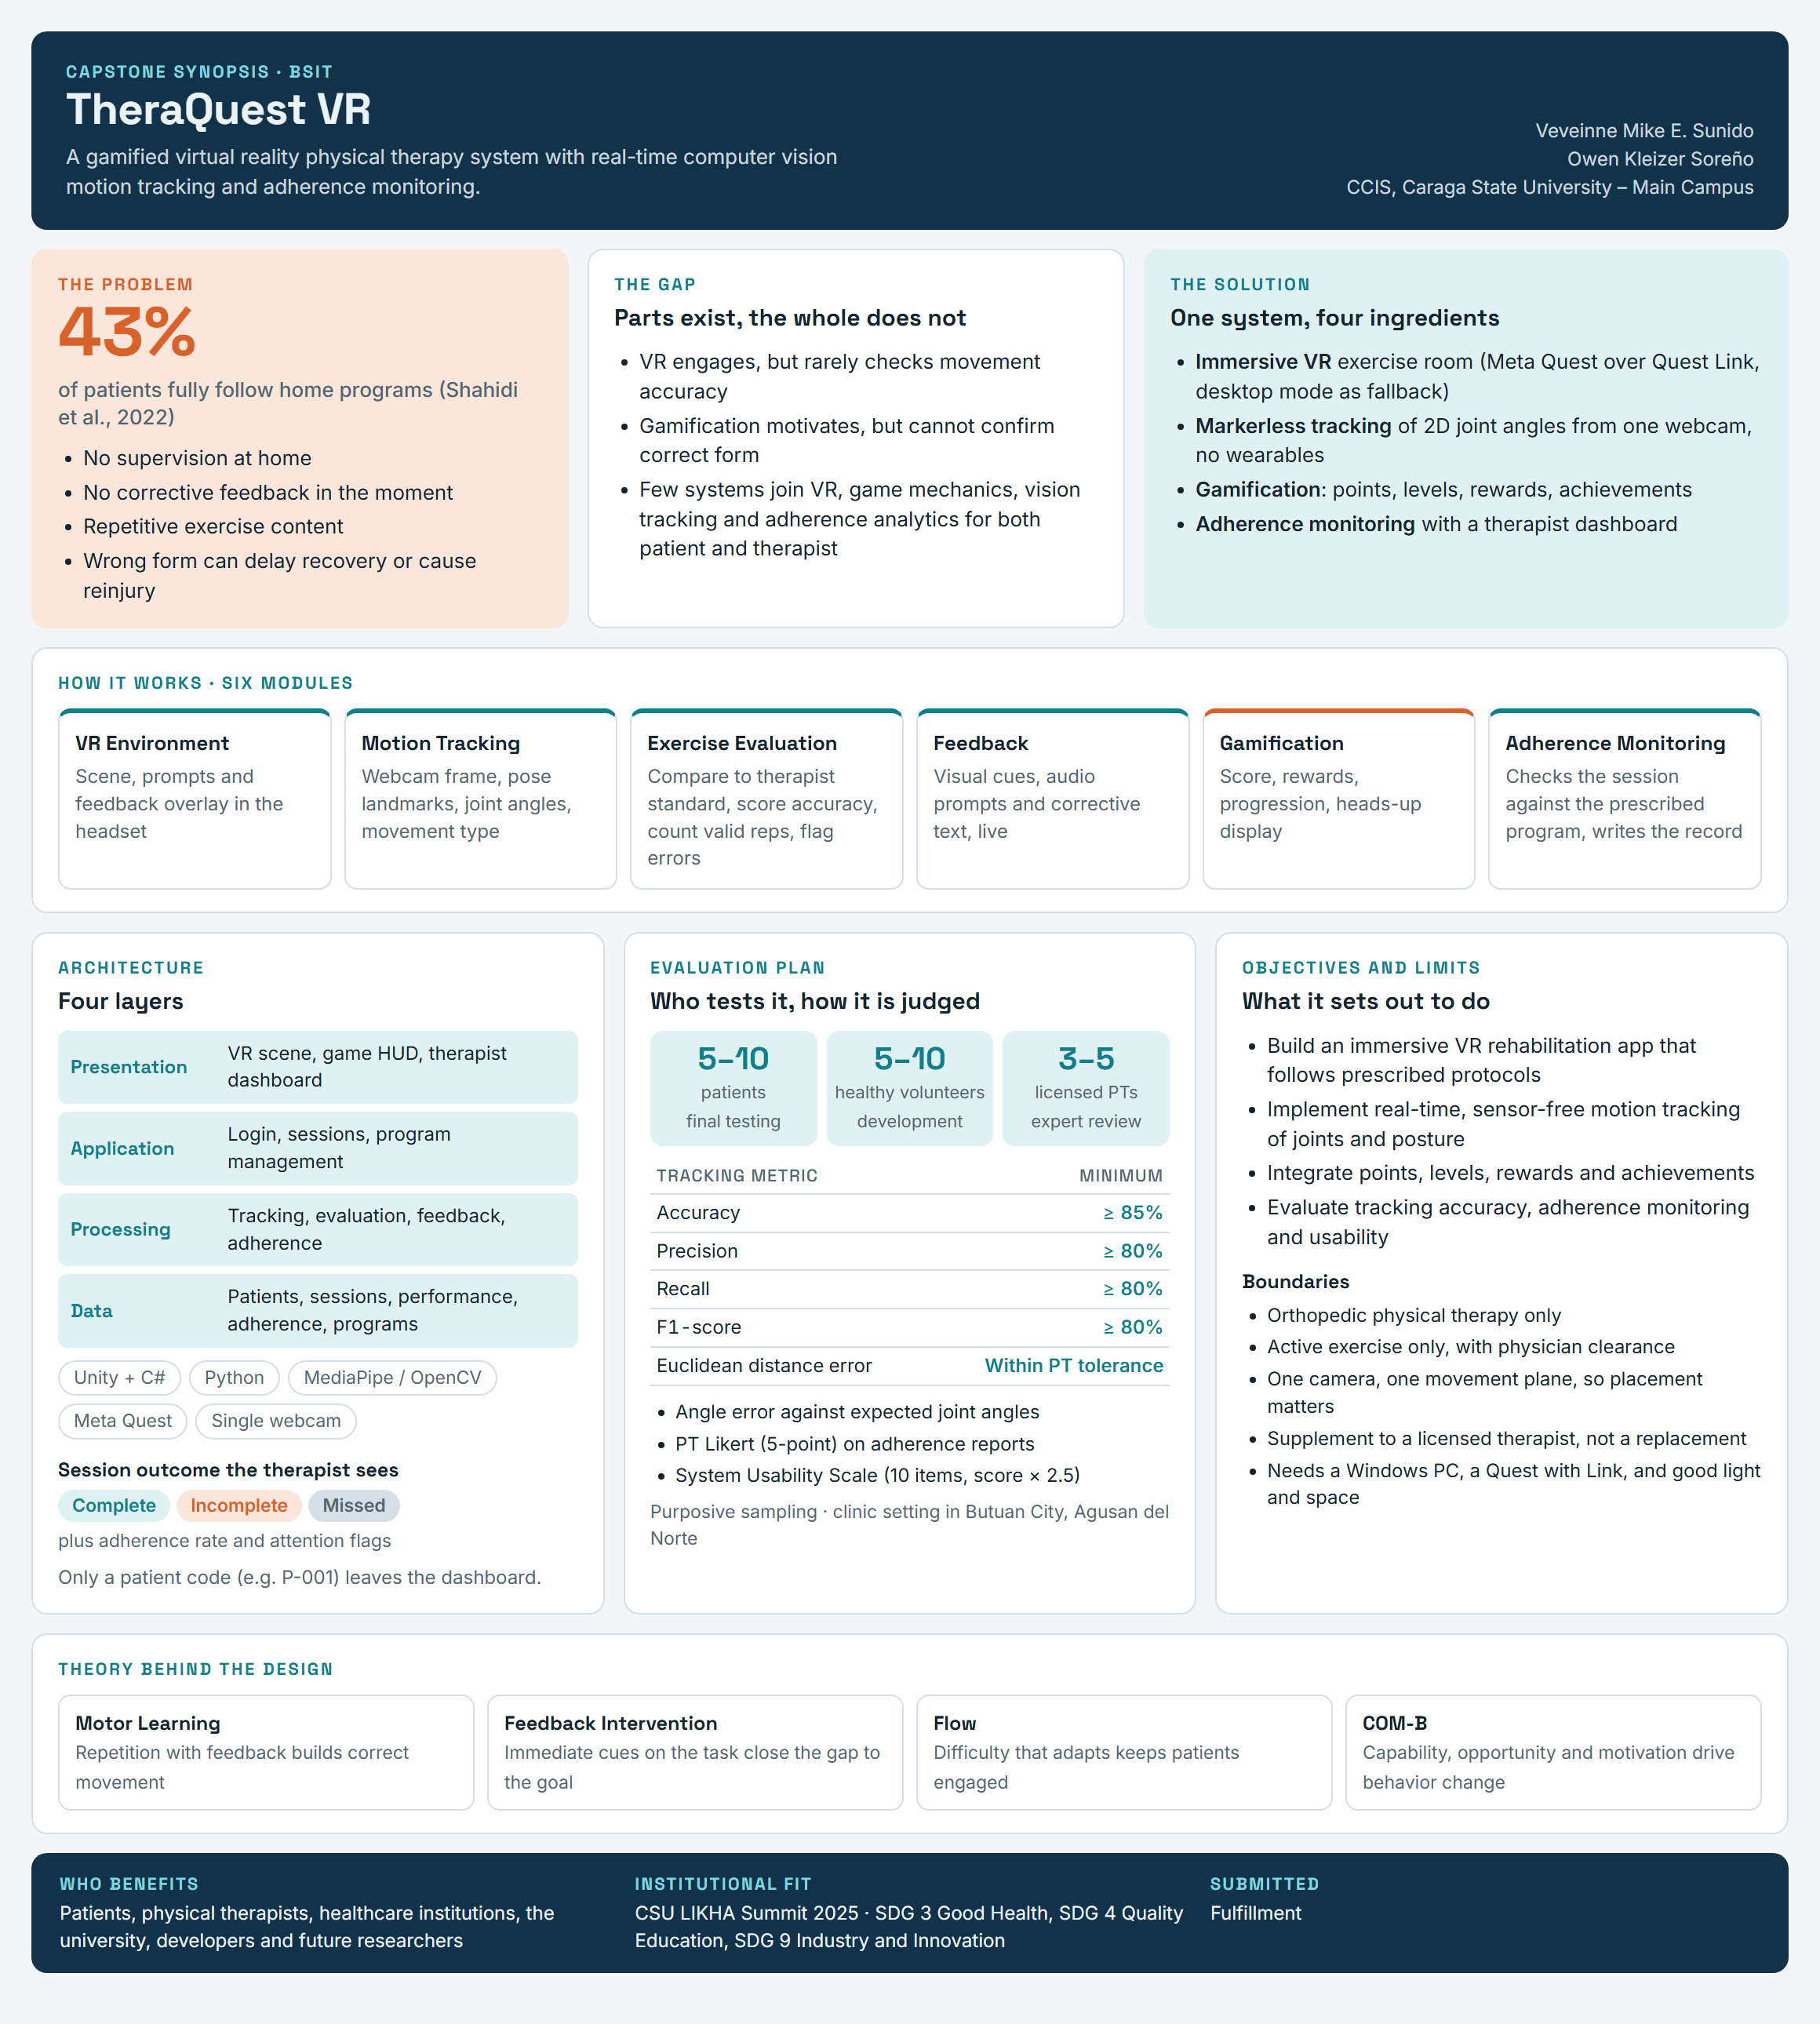 CAPSTONE SYNOPSIS · BSIT
TheraQuest VR
A gamified virtual reality physical therapy system with real-time computer vision
motion tracking and adherence monitoring.
Veveinne Mike E. Sunido
Owen Kleizer Soreño
CCIS, Caraga State University – Main Campus
THE PROBLEM
43%
of patients fully follow home programs (Shahidi
et al., 2022)
• No supervision at home
• No corrective feedback in the moment
• Repetitive exercise content
• Wrong form can delay recovery or cause
reinjury
THE GAP
Parts exist, the whole does not
• VR engages, but rarely checks movement
accuracy
• Gamification motivates, but cannot confirm
correct form
• Few systems join VR, game mechanics, vision
tracking and adherence analytics for both
patient and therapist
THE SOLUTION
One system, four ingredients
• Immersive VR exercise room (Meta Quest over Quest Link,
desktop mode as fallback)
• Markerless tracking of 2D joint angles from one webcam,
no wearables
• Gamification: points, levels, rewards, achievements
• Adherence monitoring with a therapist dashboard
HOW IT WORKS · SIX MODULES
VR Environment
Scene, prompts and
feedback overlay in the
headset
Motion Tracking
Webcam frame, pose
landmarks, joint angles,
movement type
Exercise Evaluation
Compare to therapist
standard, score accuracy,
count valid reps, flag
errors
Feedback
Visual cues, audio
prompts and corrective
text, live
Gamification
Score, rewards,
progression, heads-up
display
Adherence Monitoring
Checks the session
against the prescribed
program, writes the record
ARCHITECTURE
Four layers
Presentation
VR scene, game HUD, therapist
dashboard
Application
Login, sessions, program
management
Processing
Tracking, evaluation, feedback,
adherence
Data
Patients, sessions, performance,
adherence, programs
Unity + C# Python MediaPipe / OpenCV
Meta Quest Single webcam
Session outcome the therapist sees
Complete Incomplete Missed
plus adherence rate and attention flags
Only a patient code (e.g. P-001) leaves the dashboard.
EVALUATION PLAN
Who tests it, how it is judged
5–10
patients
final testing
5–10
healthy volunteers
development
3–5
licensed PTs
expert review
TRACKING METRIC MINIMUM
Accuracy ≥ 85%
Precision ≥ 80%
Recall ≥ 80%
F1-score ≥ 80%
Euclidean distance error Within PT tolerance
• Angle error against expected joint angles
• PT Likert (5-point) on adherence reports
• System Usability Scale (10 items, score × 2.5)
Purposive sampling · clinic setting in Butuan City, Agusan del
Norte
OBJECTIVES AND LIMITS
What it sets out to do
• Build an immersive VR rehabilitation app that
follows prescribed protocols
• Implement real-time, sensor-free motion tracking
of joints and posture
• Integrate points, levels, rewards and achievements
• Evaluate tracking accuracy, adherence monitoring
and usability
Boundaries
• Orthopedic physical therapy only
• Active exercise only, with physician clearance
• One camera, one movement plane, so placement
matters
• Supplement to a licensed therapist, not a replacement
• Needs a Windows PC, a Quest with Link, and good light
and space
THEORY BEHIND THE DESIGN
Motor Learning
Repetition with feedback builds correct
movement
Feedback Intervention
Immediate cues on the task close the gap to
the goal
Flow
Difficulty that adapts keeps patients
engaged
COM-B
Capability, opportunity and motivation drive
behavior change
WHO BENEFITS
Patients, physical therapists, healthcare institutions, the
university, developers and future researchers
INSTITUTIONAL FIT
CSU LIKHA Summit 2025 · SDG 3 Good Health, SDG 4 Quality
Education, SDG 9 Industry and Innovation
SUBMITTED
Fulfillment